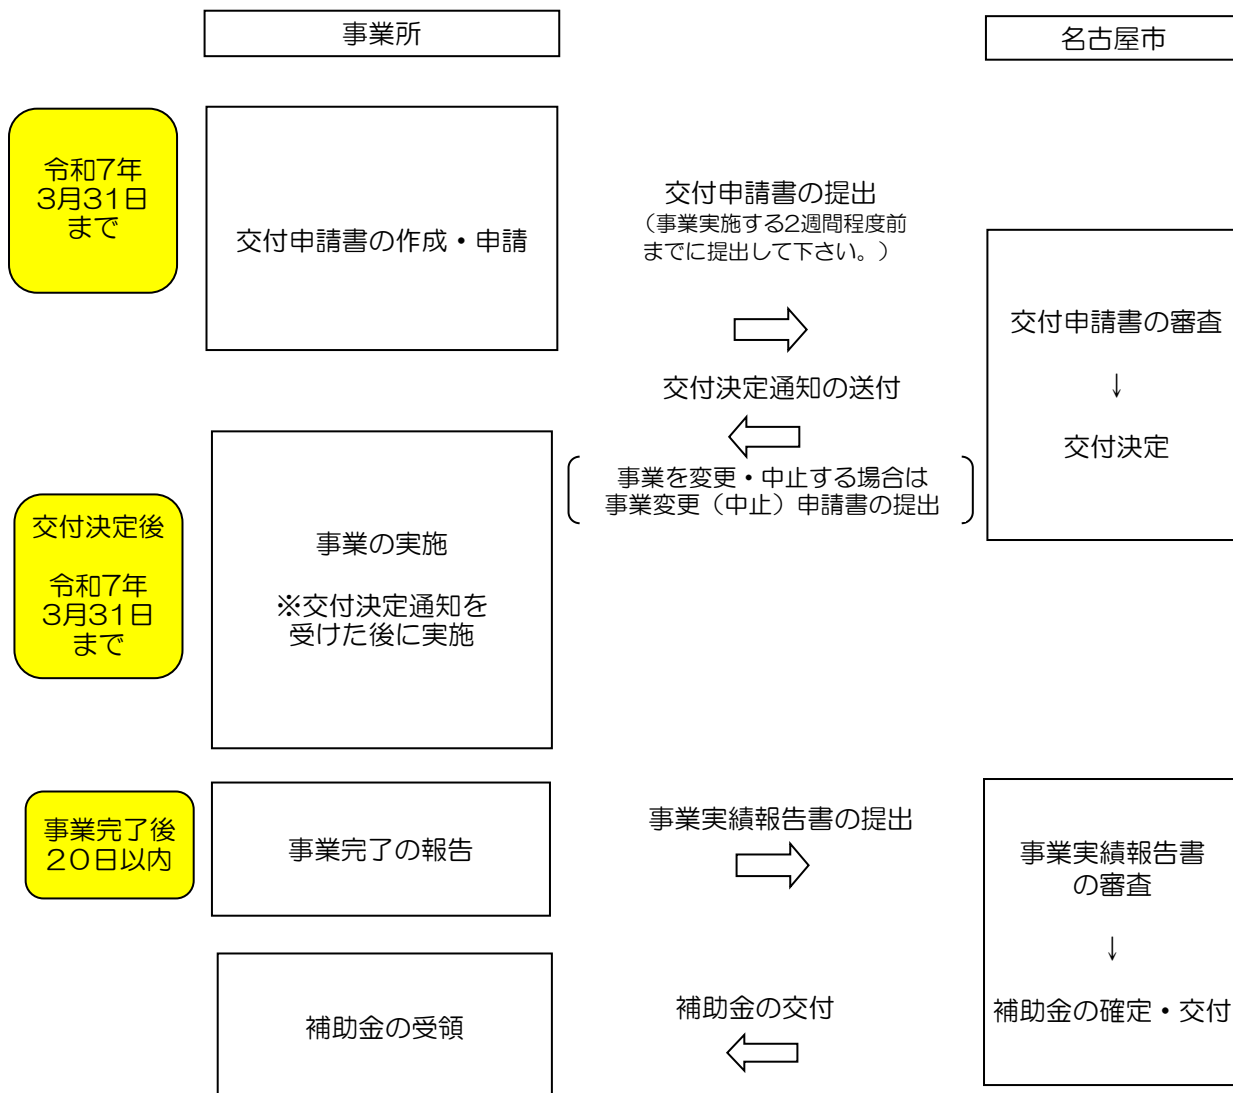 事業所
名古屋市
令和7年
3月31日
まで
交付申請書の作成・申請
交付申請書の提出
（事業実施する2週間程度前
までに提出して下さい。）
交付申請書の審査
↓
交付決定
交付決定通知の送付
事業を変更・中止する場合は
事業変更（中止）申請書の提出
交付決定後
令和7年
3月31日
まで
事業の実施
※交付決定通知を
受けた後に実施
事業完了後
20日以内
事業完了の報告
事業実績報告書の提出
事業実績報告書
の審査
↓
補助金の確定・交付
補助金の交付
補助金の受領